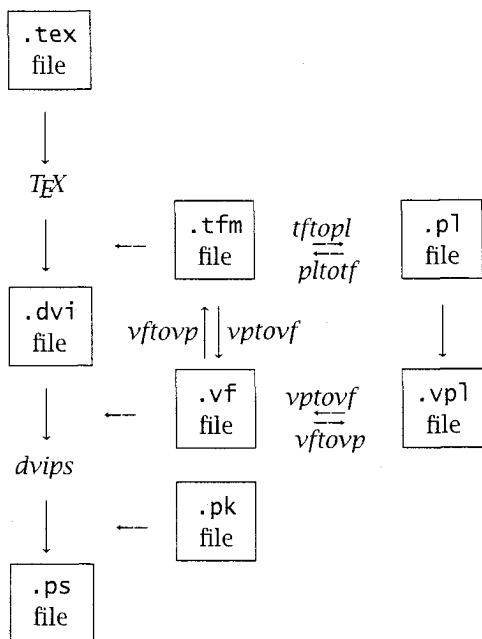 .tex
file
TEX
.tfm
file
tftopl
pltotf
.pl
file
.dvi
file
vftovp
vptovf
.vf
file
vptovf
vftovp
.vpl
file
dvips
.pk
file
.ps
file